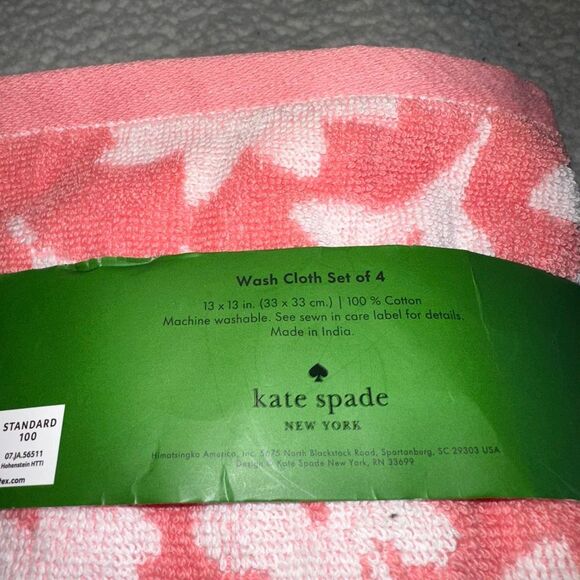 Wash Cloth Set of 4
13 x 13 in. (33 x 33 cm.) | 100 % Cotton
Machine washable. See sewn in care label for details.
Made in India.
kate spade
NEW YORK
Himatsingka America, Inc. 5675 North Blackstock Road, Spartanburg, SC 29303 USA
Design © Kate Spade New York, RN 33699
STANDARD
100
07.JA.56511
Hohenstein HTTI
ex.com